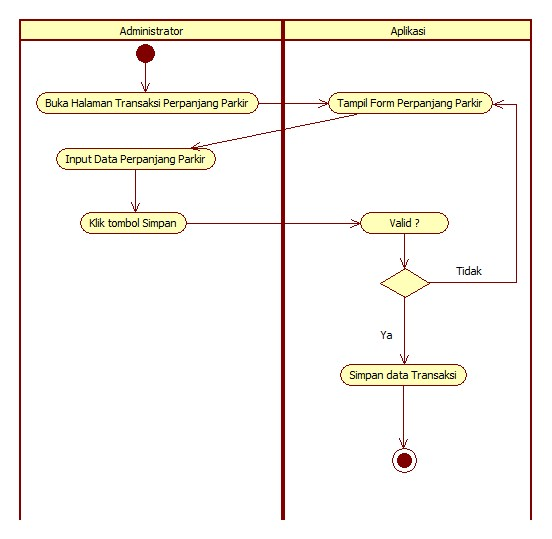 Administrator
Aplikasi
Buka Halaman Transaksi Perpanjang Parkir
Tampil Form Perpanjang Parkir
Input Data Perpanjang Parkir
Klik tombol Simpan
Valid ?
Tidak
Ya
Simpan data Transaksi